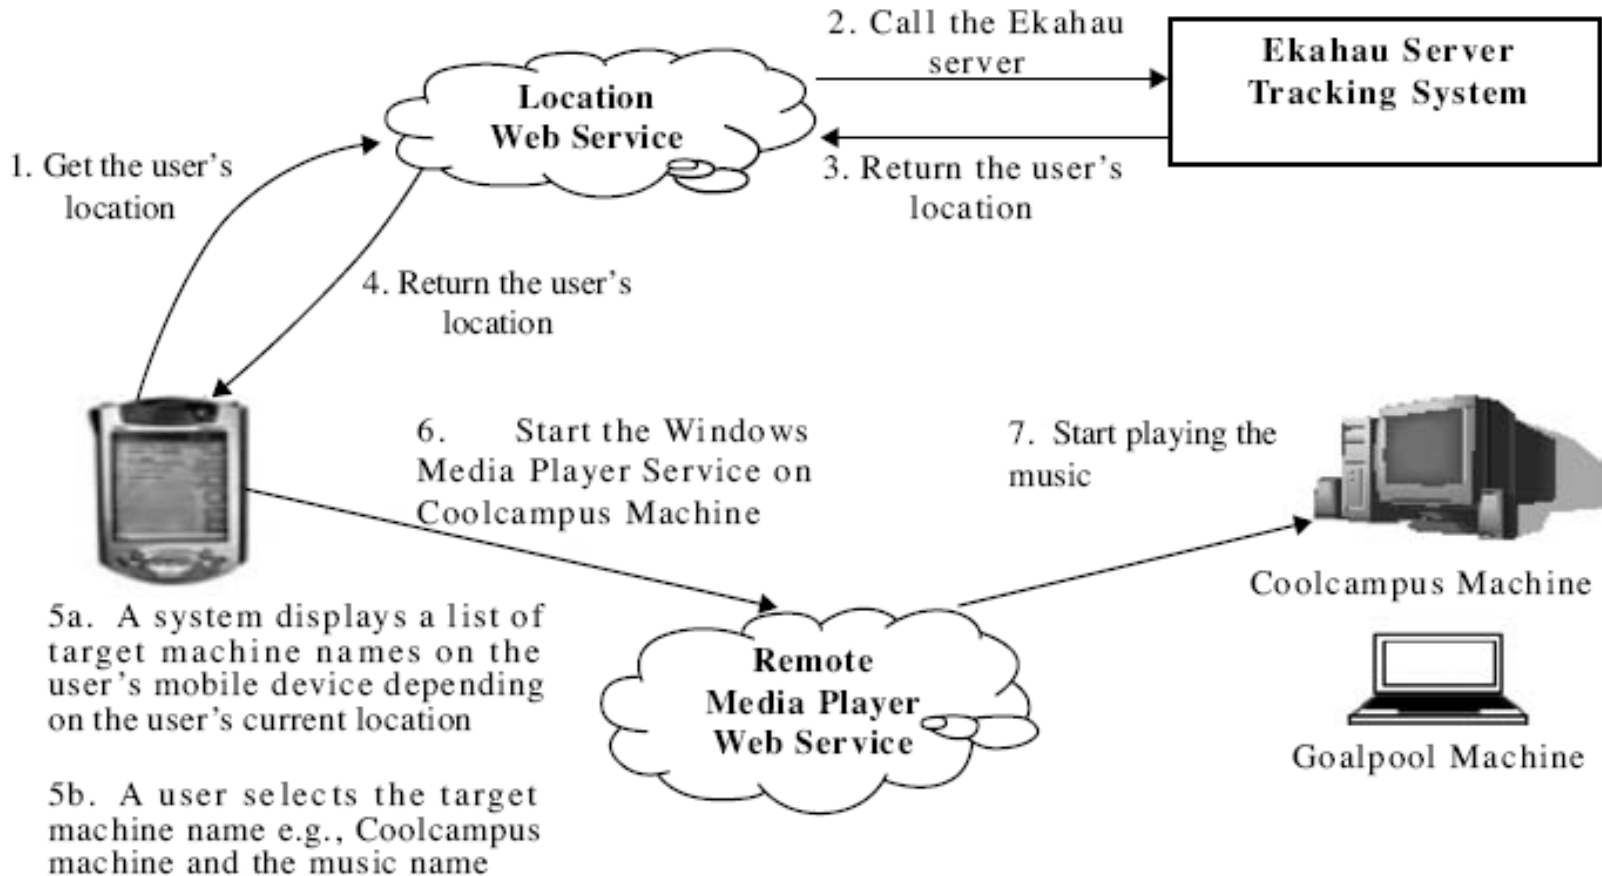 2. Call the Ekahau
server
Ekahau Server
Tracking System
Location
Web Service
1. Get the user's
location
3. Return the user's
location
4. Return the user's
location
6. Start the Windows
Media Player Service on
Coolcampus Machine
7. Start playing the
music
Coolcampus Machine
5a. A system displays a list of
target machine names on the
user's mobile device depending
on the user's current location
Remote
Media Player
Web Service
Goalpool Machine
5b. A user selects the target
machine name e.g., Coolcampus
machine and the music name